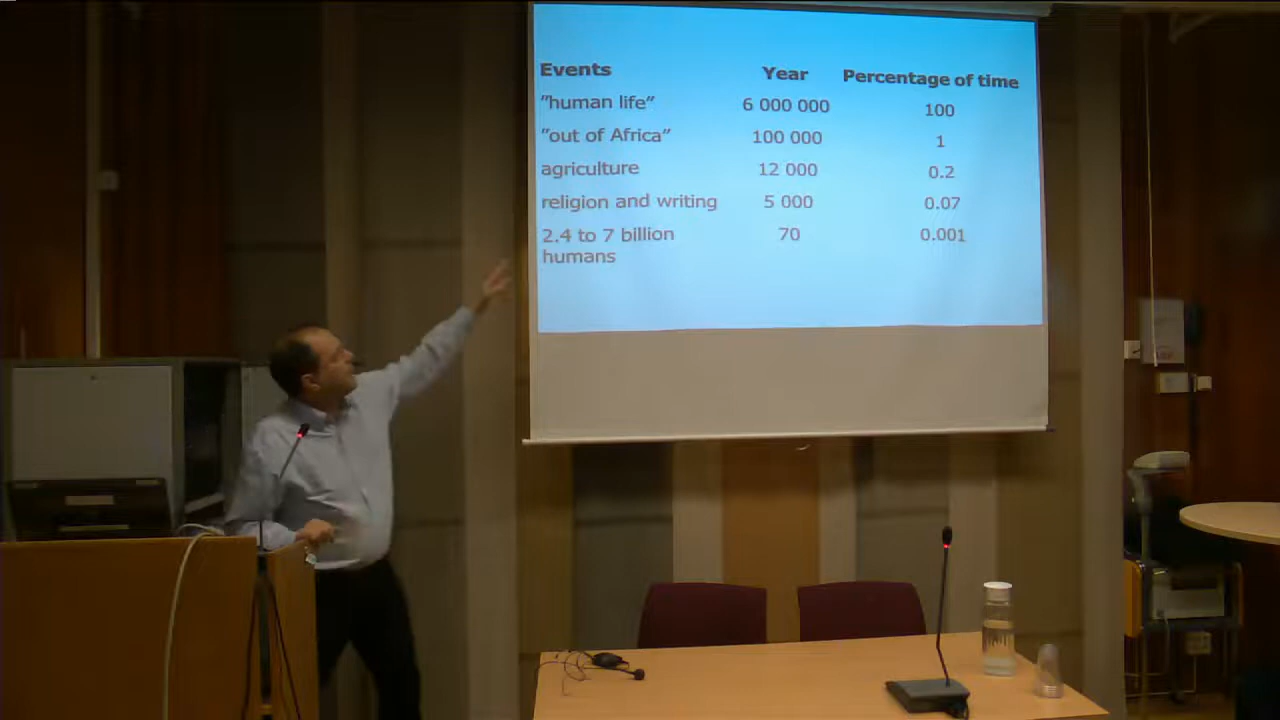 Events Year Percentage of time
"human life" 6 000 000 100
"out of Africa" 100 000 1
agriculture 12 000 0.2
religion and writing 5 000 0.07
2.4 to 7 billion 70 0.001
humans